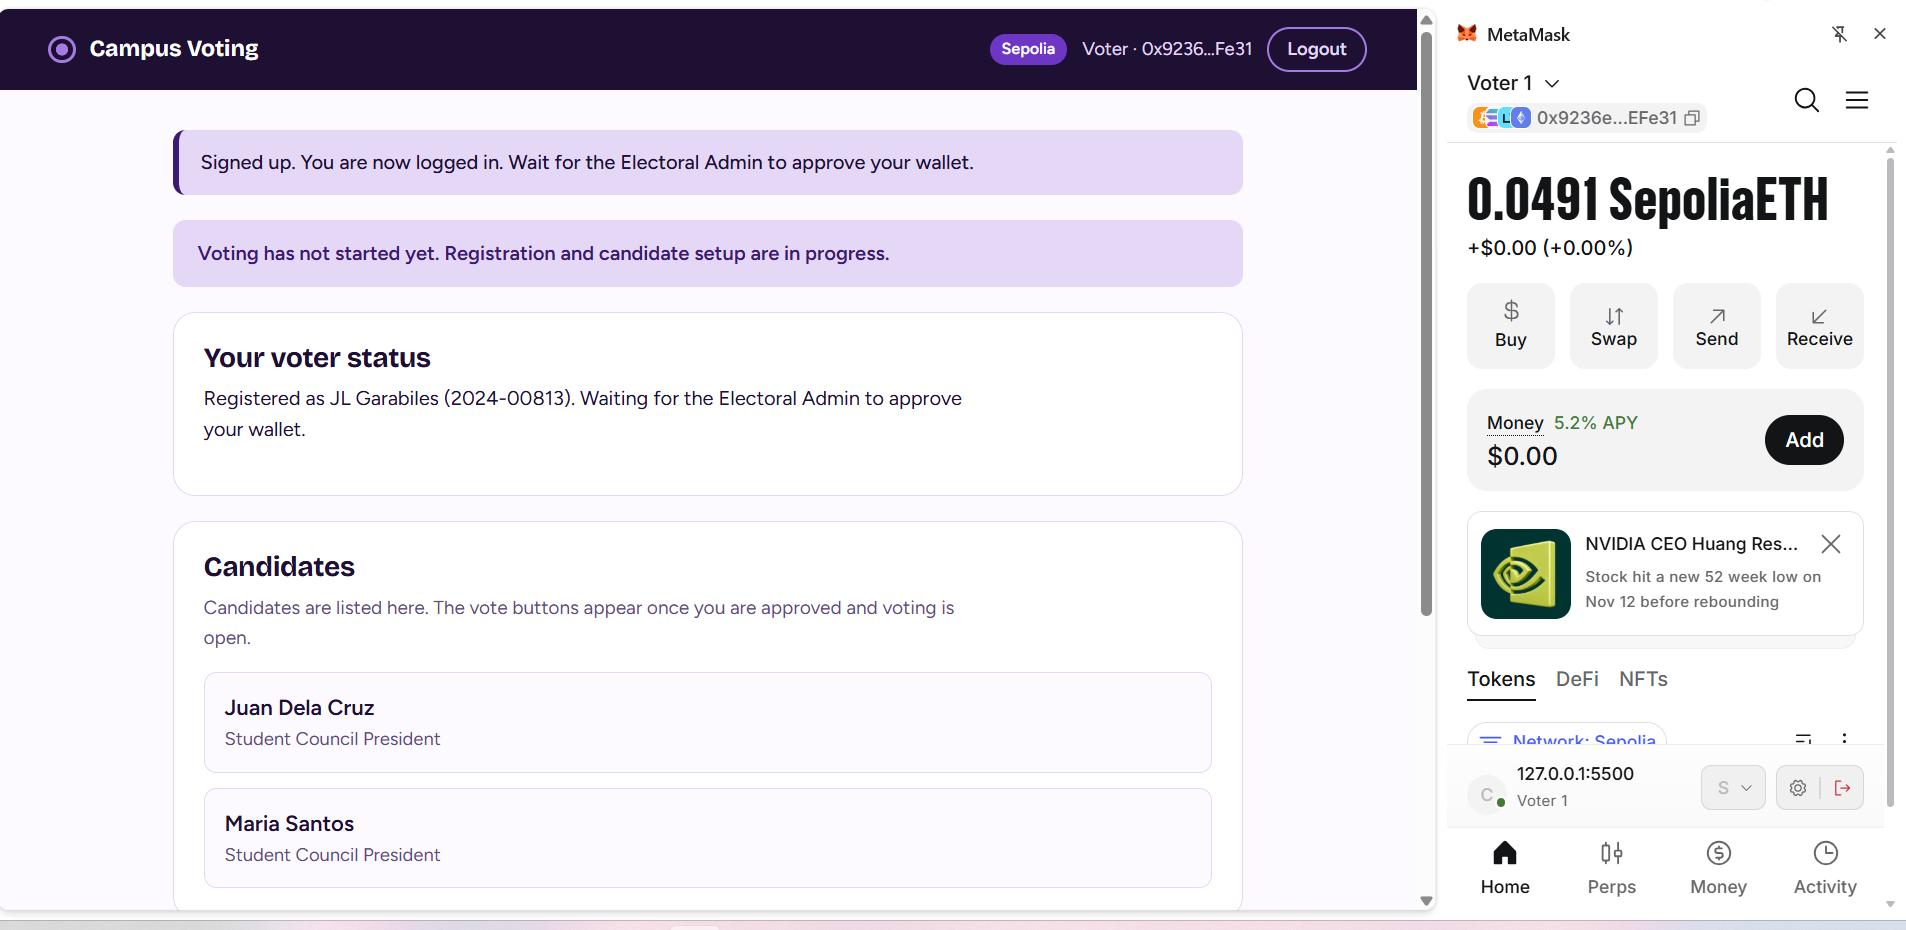 Campus Voting
Sepolia
Voter · 0x9236...Fe31
Logout
Signed up. You are now logged in. Wait for the Electoral Admin to approve your wallet.
Voting has not started yet. Registration and candidate setup are in progress.
Your voter status
Registered as JL Garabiles (2024-00813). Waiting for the Electoral Admin to approve
your wallet.
Candidates
Candidates are listed here. The vote buttons appear once you are approved and voting is
open.
Juan Dela Cruz
Student Council President
Maria Santos
Student Council President
MetaMask
Voter 1
L
0x9236e...EFe31
0.0491 SepoliaETH
+$0.00 (+0.00%)
$
Buy
Swap
Send
Receive
Money 5.2% APY
$0.00
Add
NVIDIA CEO Huang Res...
Stock hit a new 52 week low on
Nov 12 before rebounding
Tokens
DeFi
NFTs
Network: Sepolia
C
127.0.0.1:5500
Voter 1
S
Home
Perps
Money
Activity